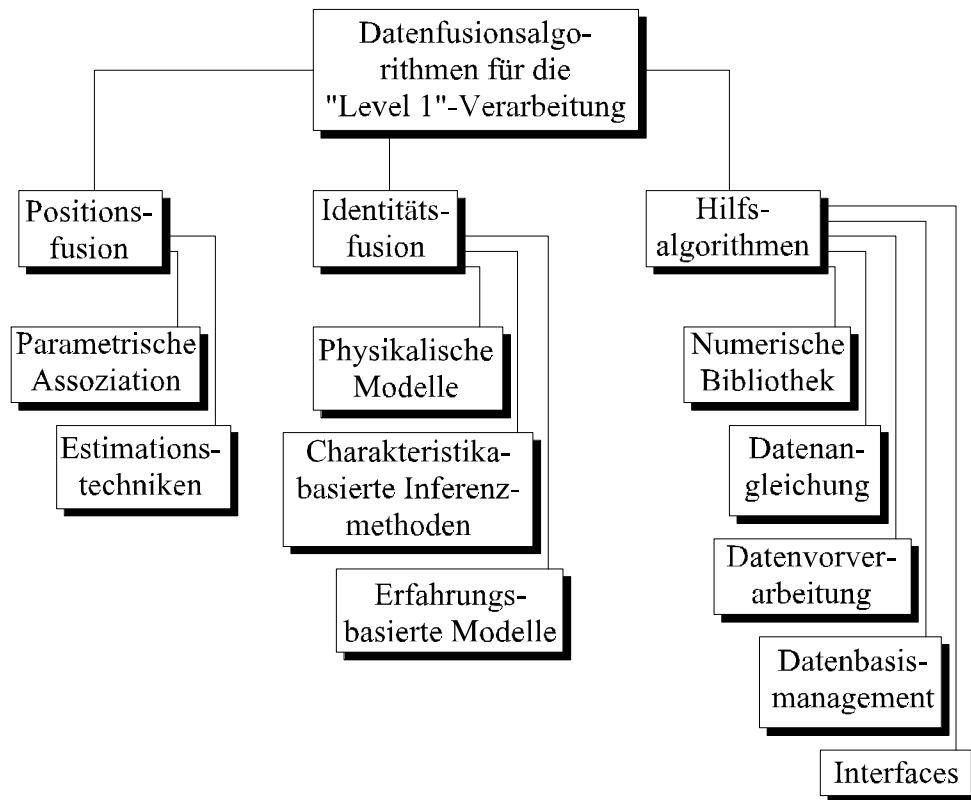 Datenfusionsalgo-
rithmen für die
"Level 1"-Verarbeitung
Positions-
fusion
Identitäts-
fusion
Hilfs-
algorithmen
Parametrische
Assoziation
Estimations-
techniken
Physikalische
Modelle
Charakteristika-
basierte Inferenz-
methoden
Erfahrungs-
basierte Modelle
Numerische
Bibliothek
Datenan-
gleichung
Datenvorver-
arbeitung
Datenbasis-
management
Interfaces